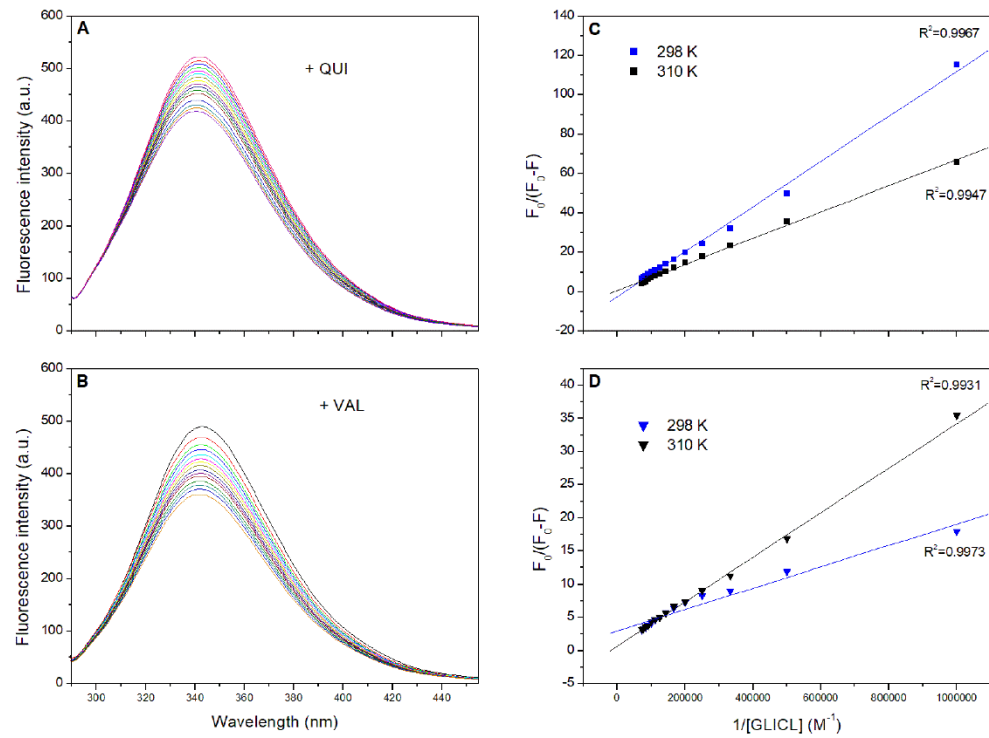 A
+ QUI
Fluorescence intensity (a.u.)
600
500
400
300
200
100
0
C
298 K
310 K
R²=0.9967
R²=0.9947
F₀/(F₀-F)
140
120
100
80
60
40
20
0
-20
B
+ VAL
Fluorescence intensity (a.u.)
600
500
400
300
200
100
0
300 320 340 360 380 400 420 440
Wavelength (nm)
D
298 K
310 K
R²=0.9931
R²=0.9973
F₀/(F₀-F)
40
35
30
25
20
15
10
5
0
-5
0 200000 400000 600000 800000 1000000
1/[GLICL] (M⁻¹)